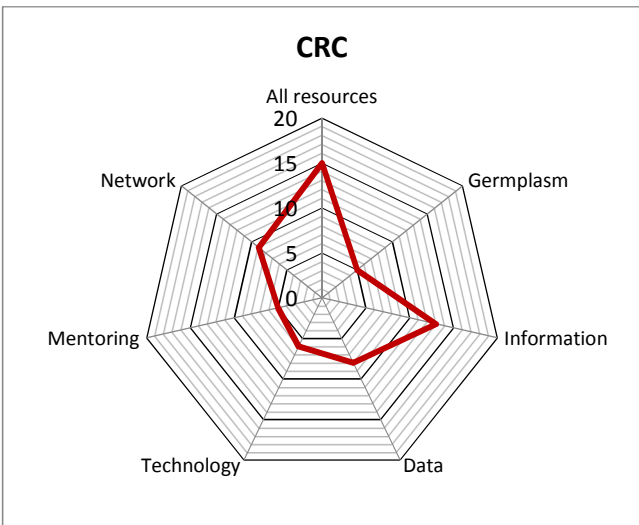 CRC
All resources
20
Network
Germplasm
15
10
5
0
Mentoring
Information
Technology
Data